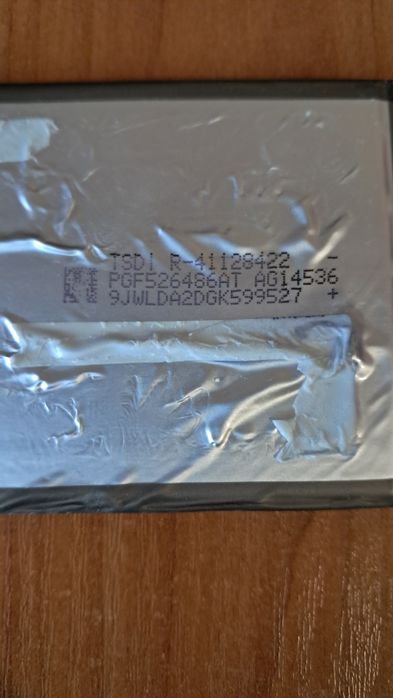 TSDI R-41128422 -
PGF526486AT AG14536
9JWLDA2DGK599527 +